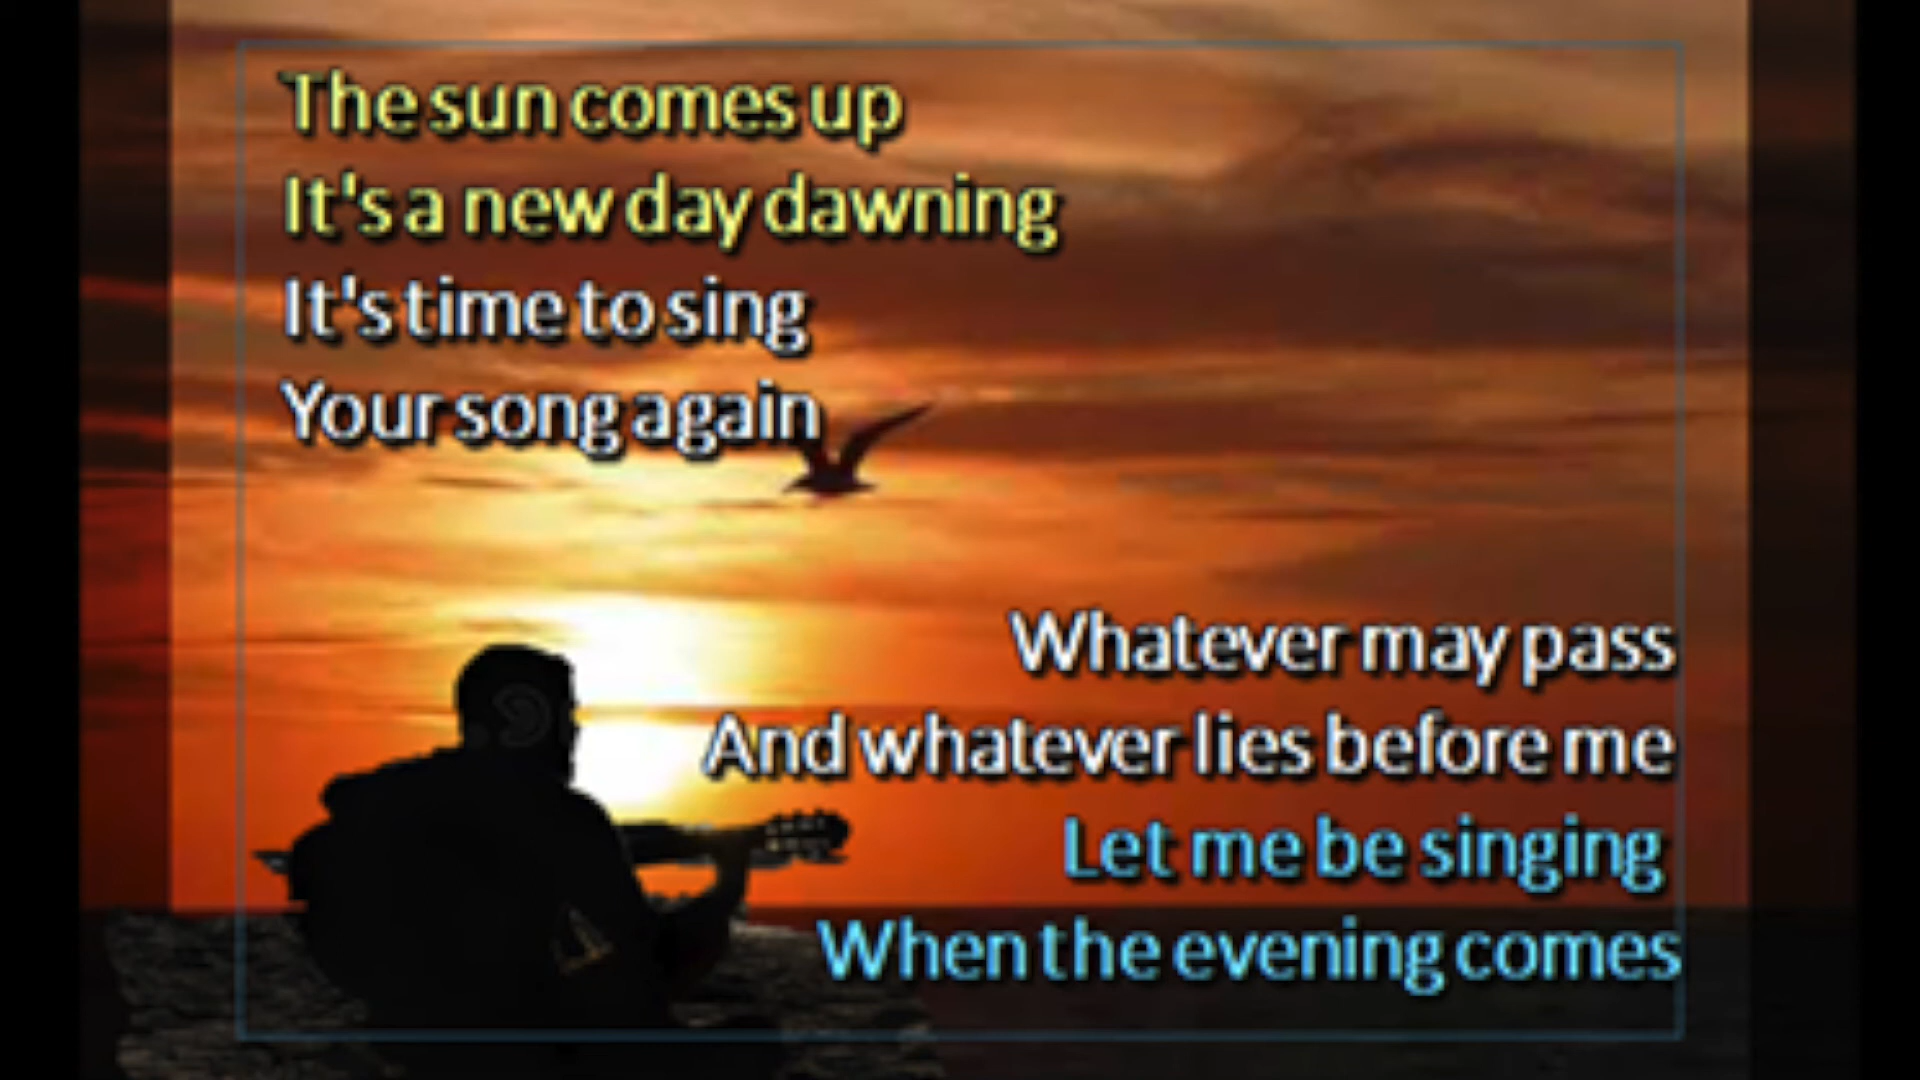 The sun comes up
It's a new day dawning
It's time to sing
Your song again
Whatever may pass
And whatever lies before me
Let me be singing
When the evening comes